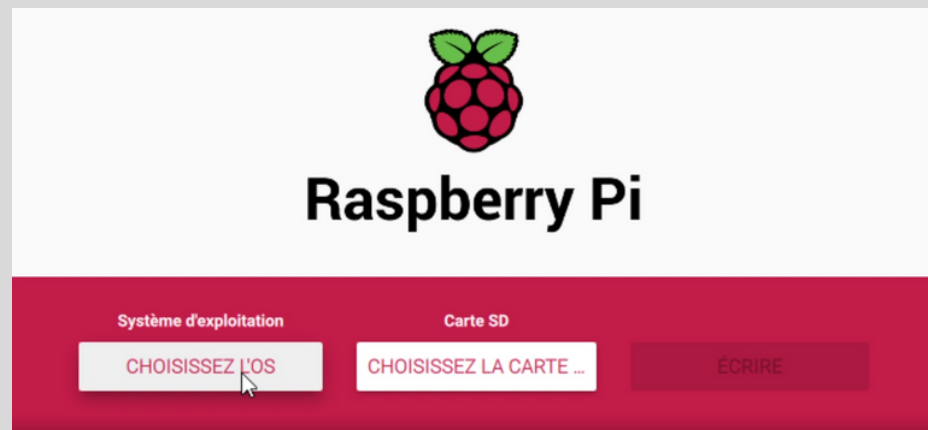 Raspberry Pi
Système d'exploitation
Carte SD
CHOISISSEZ L'OS
CHOISISSEZ LA CARTE ...
ÉCRIRE